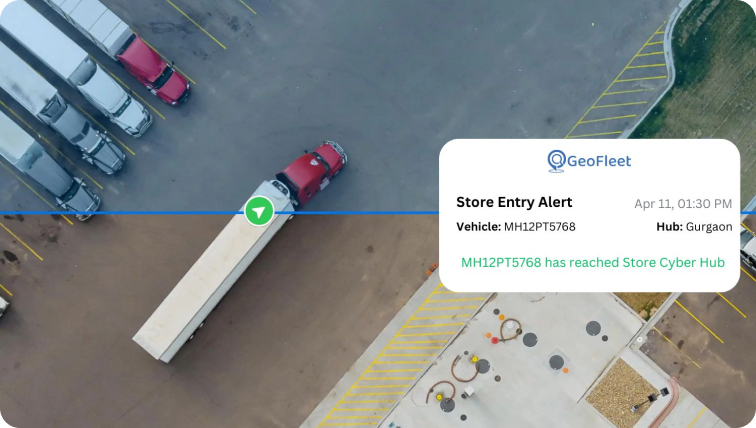 GeoFleet
Store Entry Alert
Apr 11, 01:30 PM
Vehicle: MH12PT5768
Hub: Gurgaon
MH12PT5768 has reached Store Cyber Hub